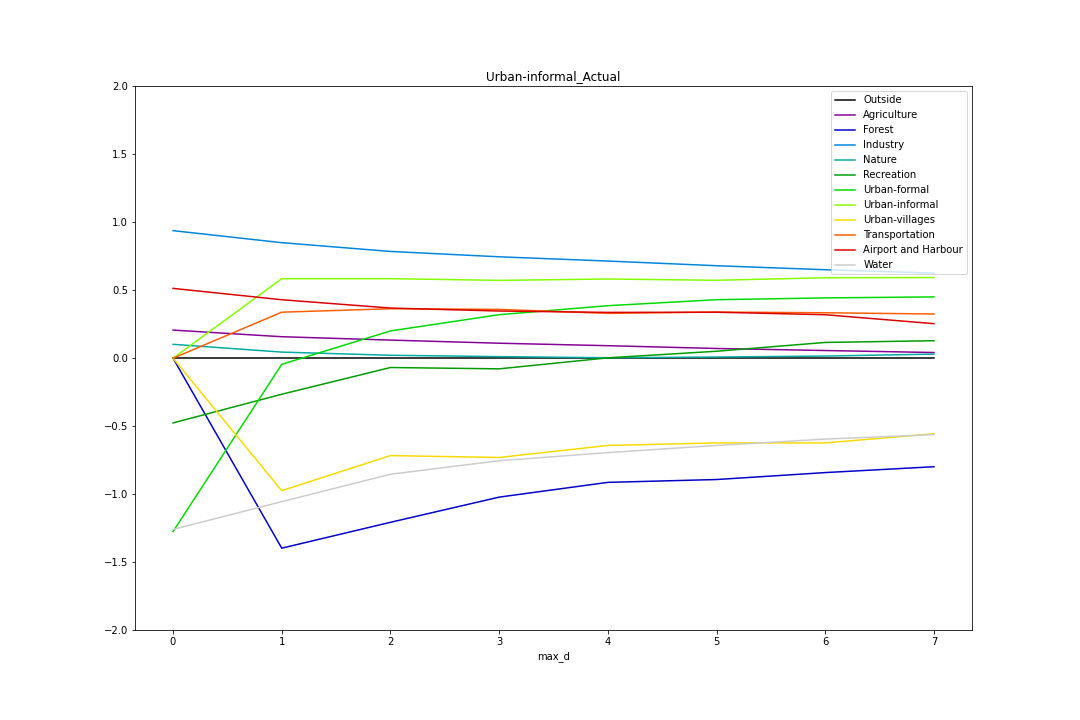 Urban-informal_Actual
2.0
1.5
1.0
0.5
0.0
−0.5
−1.0
−1.5
−2.0
Outside
Agriculture
Forest
Industry
Nature
Recreation
Urban-formal
Urban-informal
Urban-villages
Transportation
Airport and Harbour
Water
0 1 2 3 4 5 6 7
max_d